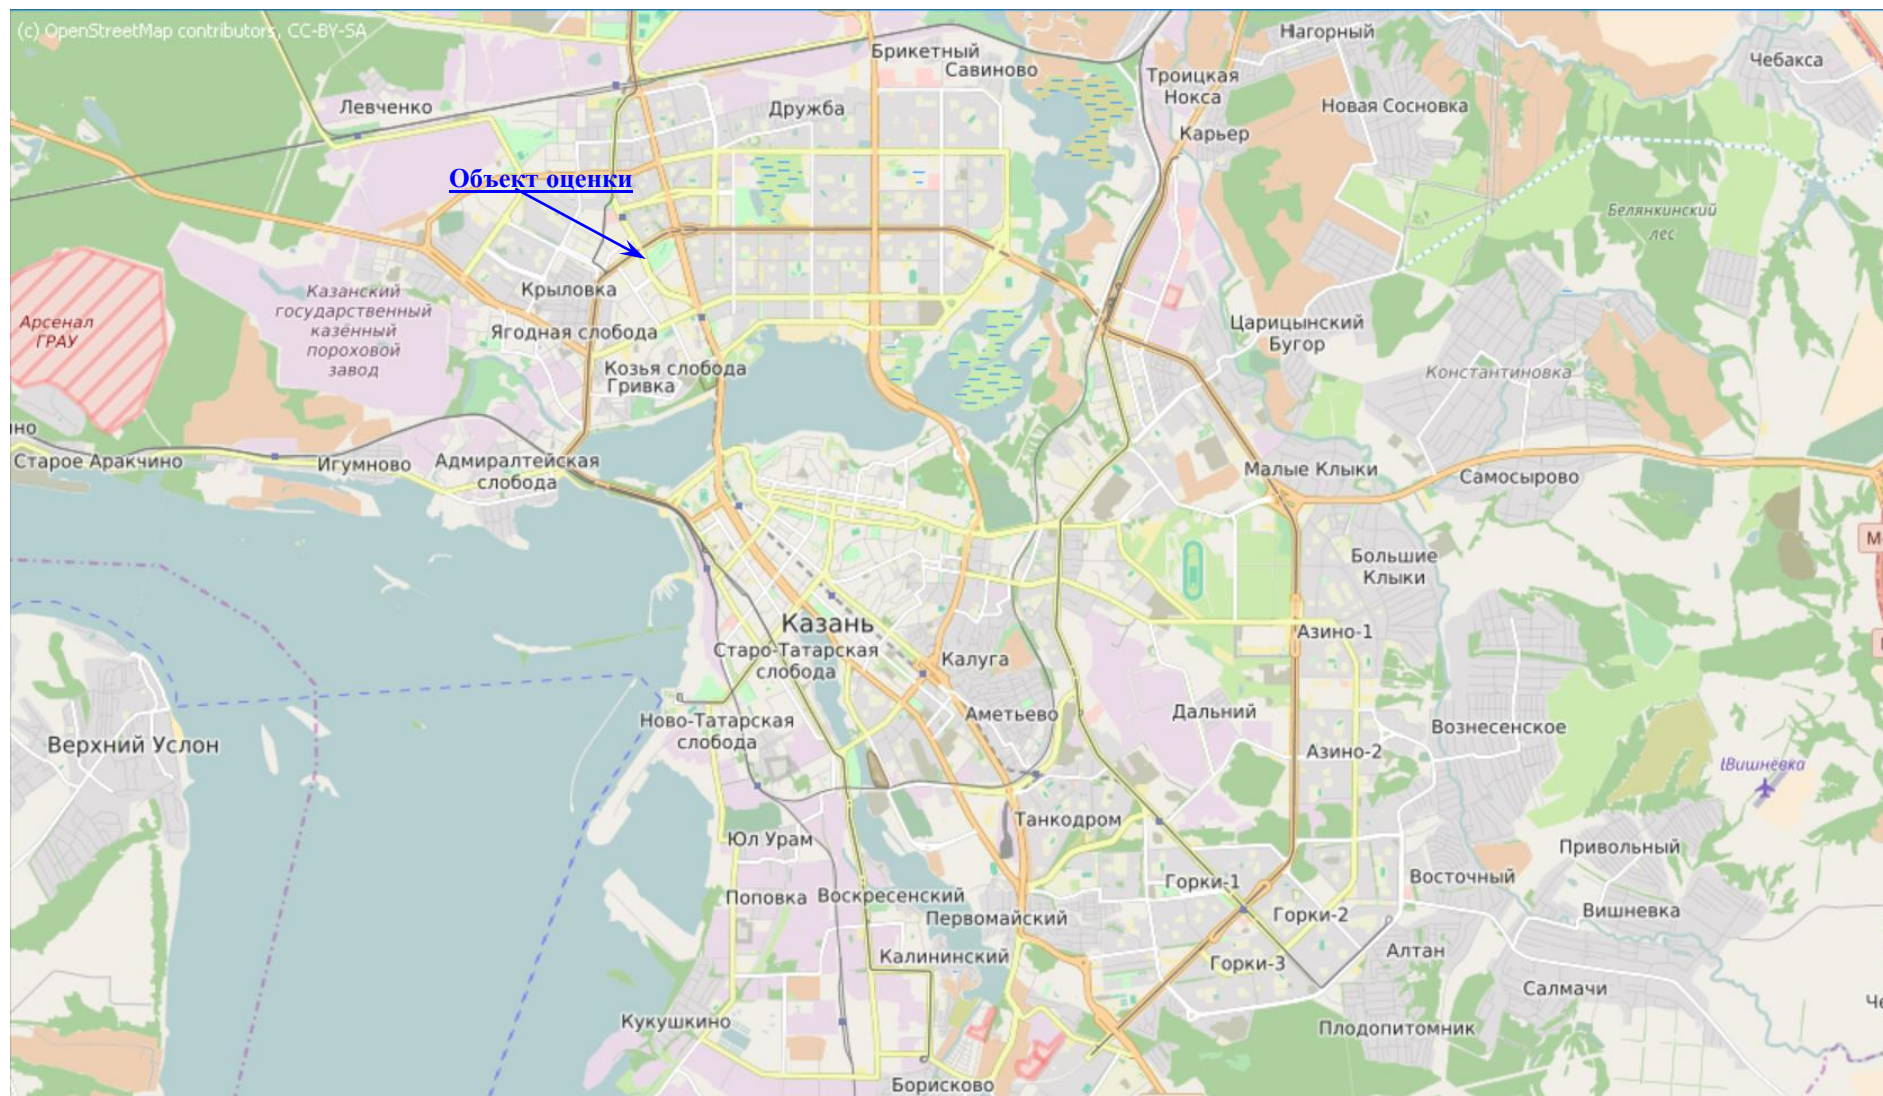 (c) OpenStreetMap contributors, CC-BY-SA
Нагорный
Брикетный
Савиново
Чебакса
Троицкая
Нокса
Левченко
Дружба
Новая Сосновка
Карьер
Объект оценки
Белянкинский
лес
Крыловка
Казанский
государственный
казённый
пороховой
завод
Арсенал
ГРАУ
Ягодная слобода
Царицынский
Бугор
Козья слобода
Гривка
Константиновка
Старое Аракчино
Игумново
Адмиралтейская
слобода
Малые Клыки
Самосырово
Большие
Клыки
Казань
Азино-1
Старо-Татарская
слобода
Калуга
Ново-Татарская
слобода
Аметьево
Дальний
Вознесенское
Верхний Услон
Азино-2
Вишнёвка
Танкодром
Юл Урам
Привольный
Горки-1
Восточный
Поповка
Воскресенский
Первомайский
Горки-2
Вишневка
Калининский
Горки-3
Алтан
Салмачи
Кукушкино
Плодопитомник
Борисково